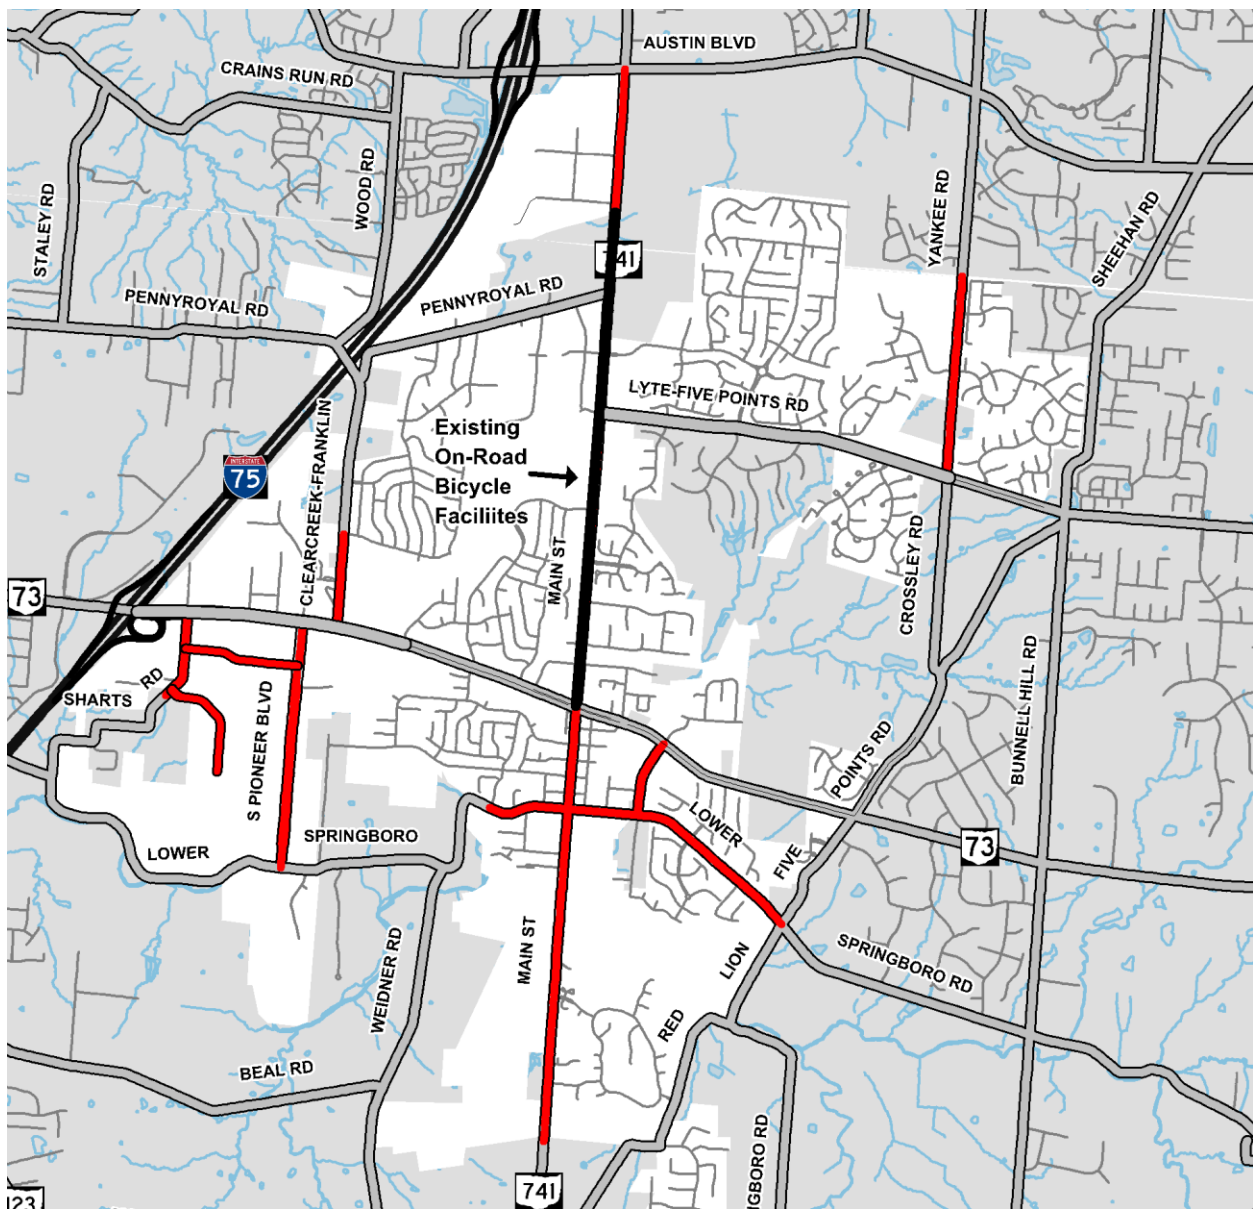 AUSTIN BLVD
CRAINS RUN RD
WOOD RD
STALEY RD
YANKEE RD
SHEEHAN RD
741
PENNYROYAL RD
PENNYROYAL RD
LYTE-FIVE POINTS RD
Existing
On-Road
Bicycle
Faciliites
INTERSTATE
75
CLEARCREEK-FRANKLIN
MAIN ST
CROSSLEY RD
73
BUNNELL HILL RD
SHARTS RD
S PIONEER BLVD
POINTS RD
LOWER
SPRINGBORO
LOWER
FIVE
73
MAIN ST
WEIDNER RD
LION
SPRINGBORO RD
RED
BEAL RD
GBORO RD
741
123